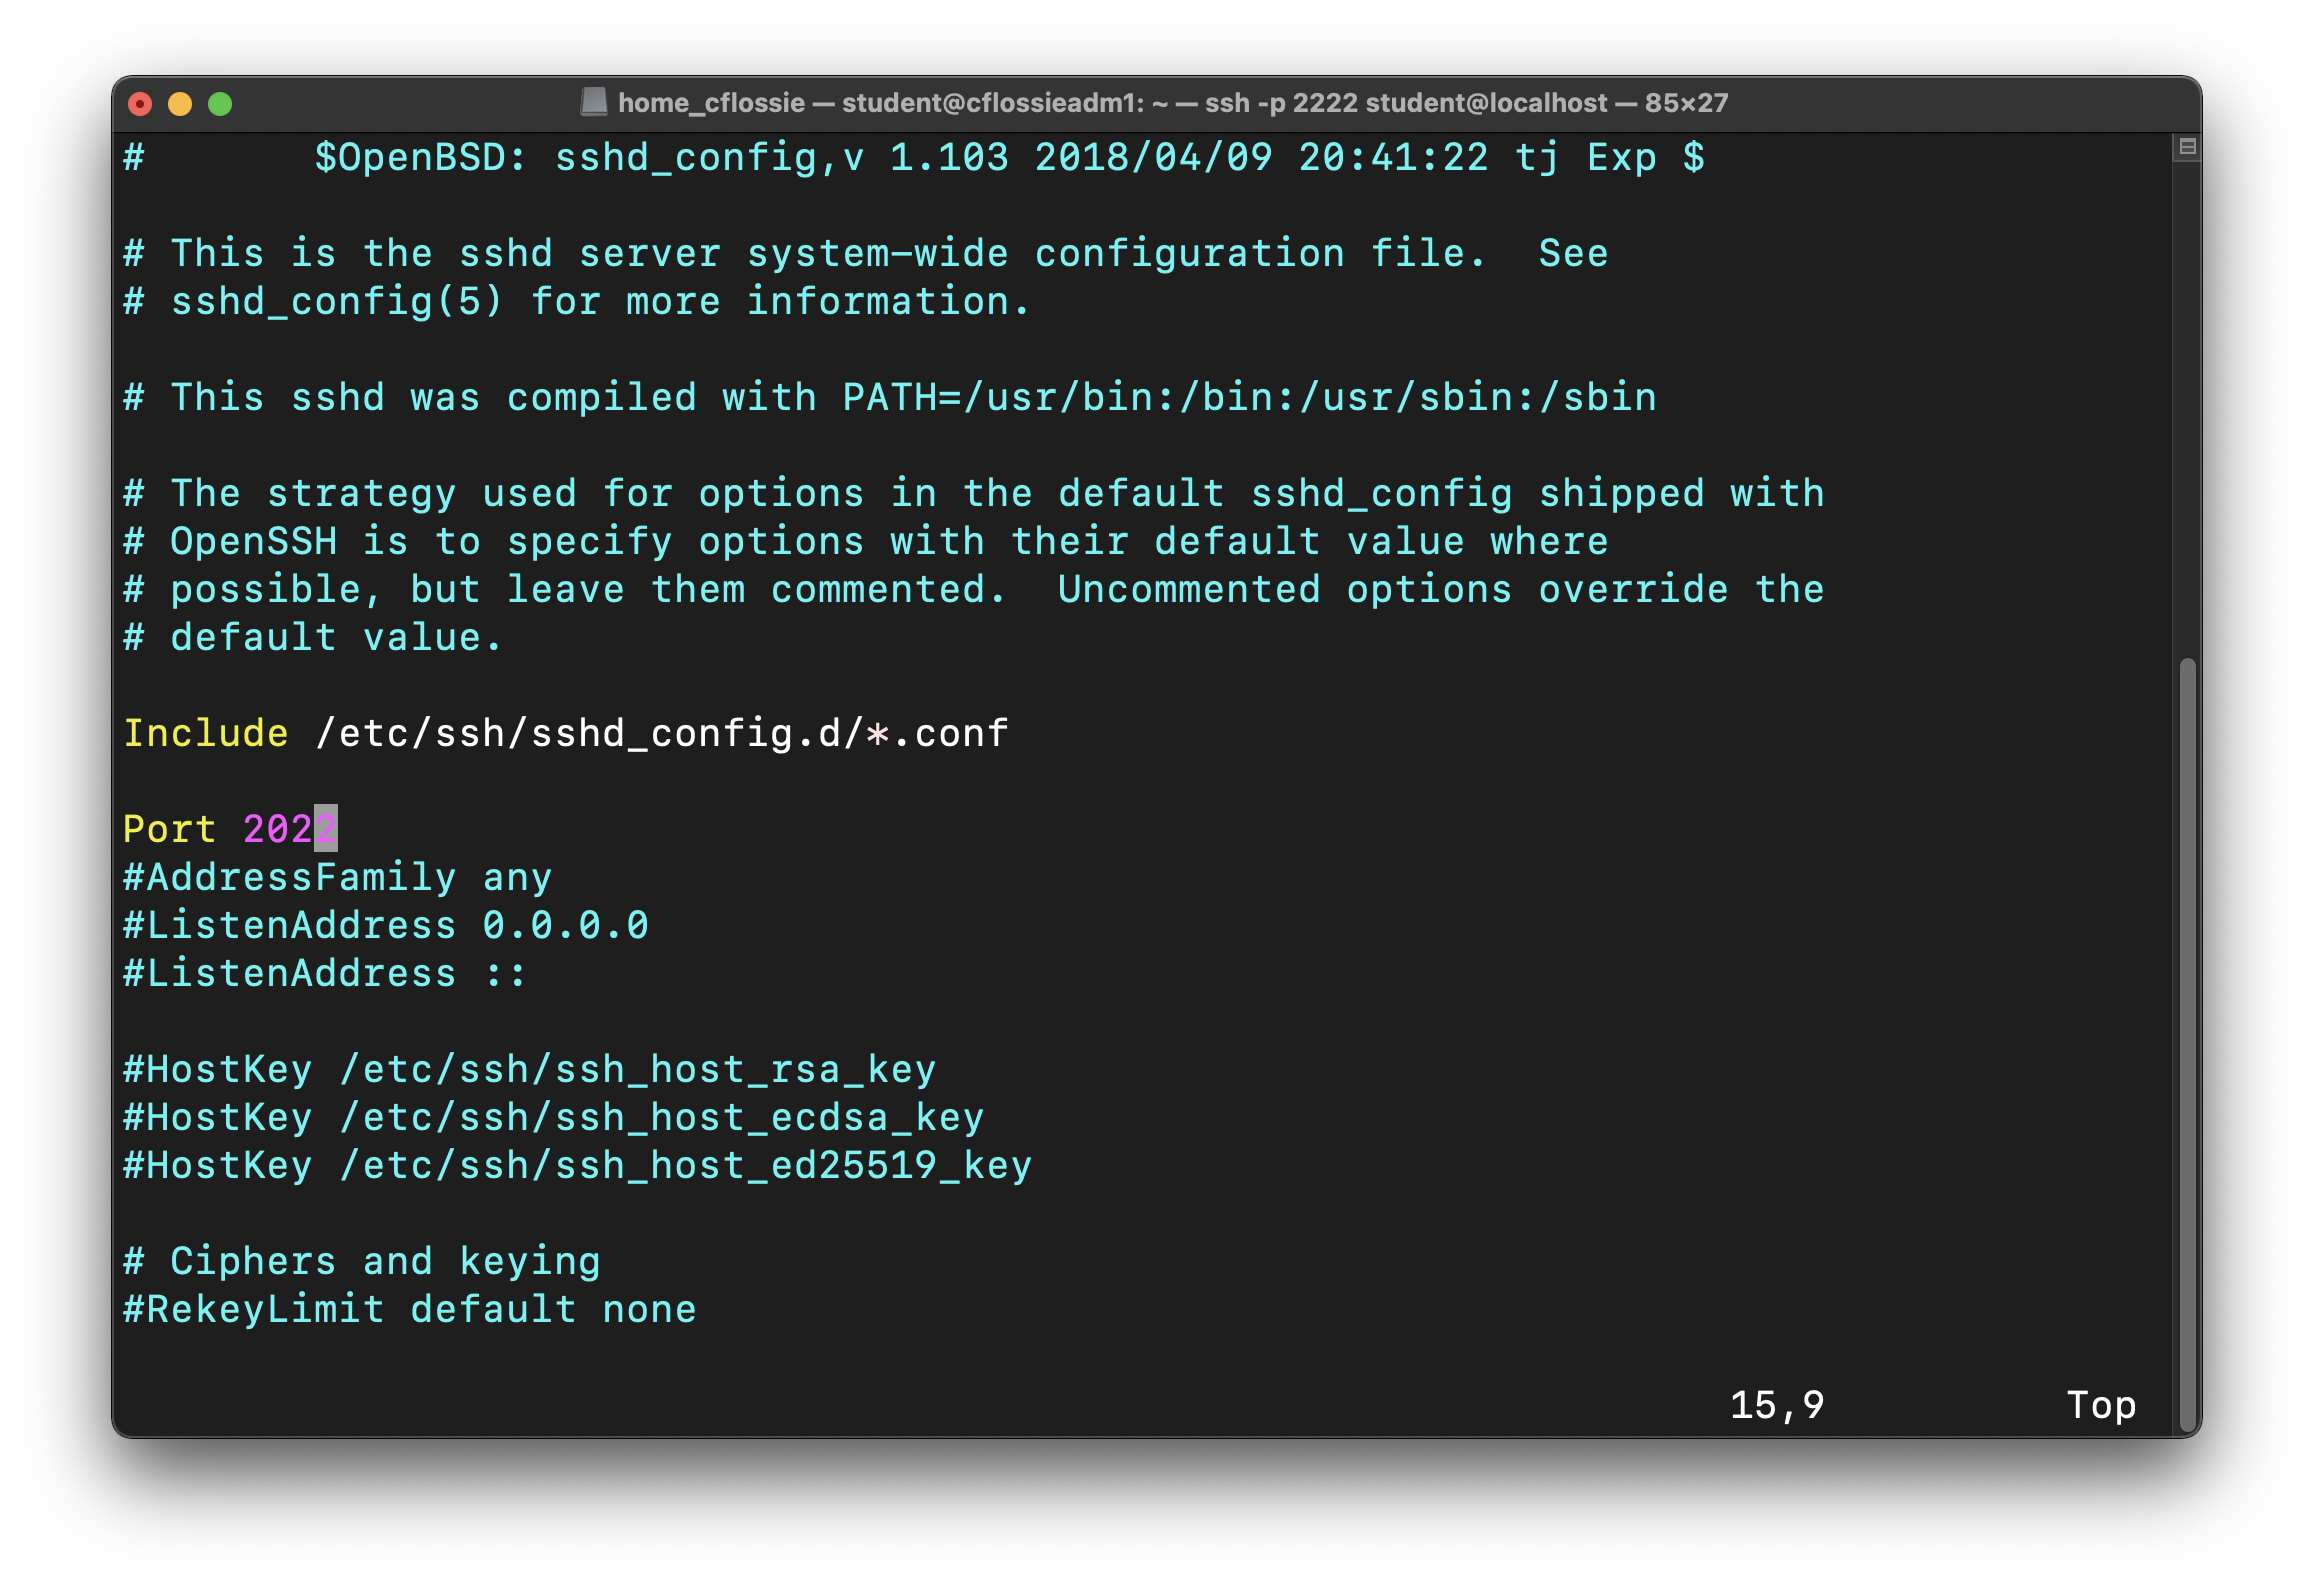 home_cflossie — student@cflossieadm1: ~ — ssh -p 2222 student@localhost — 85×27
#       $OpenBSD: sshd_config,v 1.103 2018/04/09 20:41:22 tj Exp $
# This is the sshd server system-wide configuration file.  See
# sshd_config(5) for more information.
# This sshd was compiled with PATH=/usr/bin:/bin:/usr/sbin:/sbin
# The strategy used for options in the default sshd_config shipped with
# OpenSSH is to specify options with their default value where
# possible, but leave them commented.  Uncommented options override the
# default value.
Include /etc/ssh/sshd_config.d/*.conf
Port 2022
#AddressFamily any
#ListenAddress 0.0.0.0
#ListenAddress ::
#HostKey /etc/ssh/ssh_host_rsa_key
#HostKey /etc/ssh/ssh_host_ecdsa_key
#HostKey /etc/ssh/ssh_host_ed25519_key
# Ciphers and keying
#RekeyLimit default none
15,9          Top